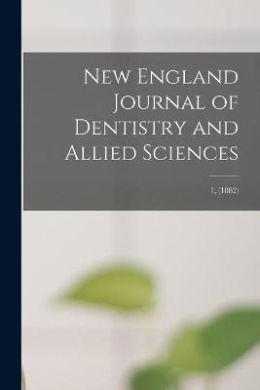 New England
Journal of
Dentistry and
Allied Sciences
1, (1882)